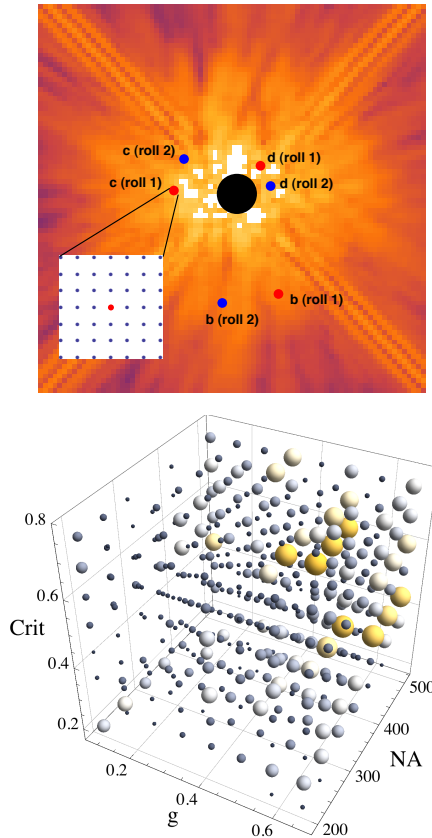 c (roll 2)
d (roll 1)
c (roll 1)
d (roll 2)
b (roll 1)
b (roll 2)
0.8
0.6
Crit
0.4
0.2
0.2
g
0.4
0.6
200
300
NA
400
500